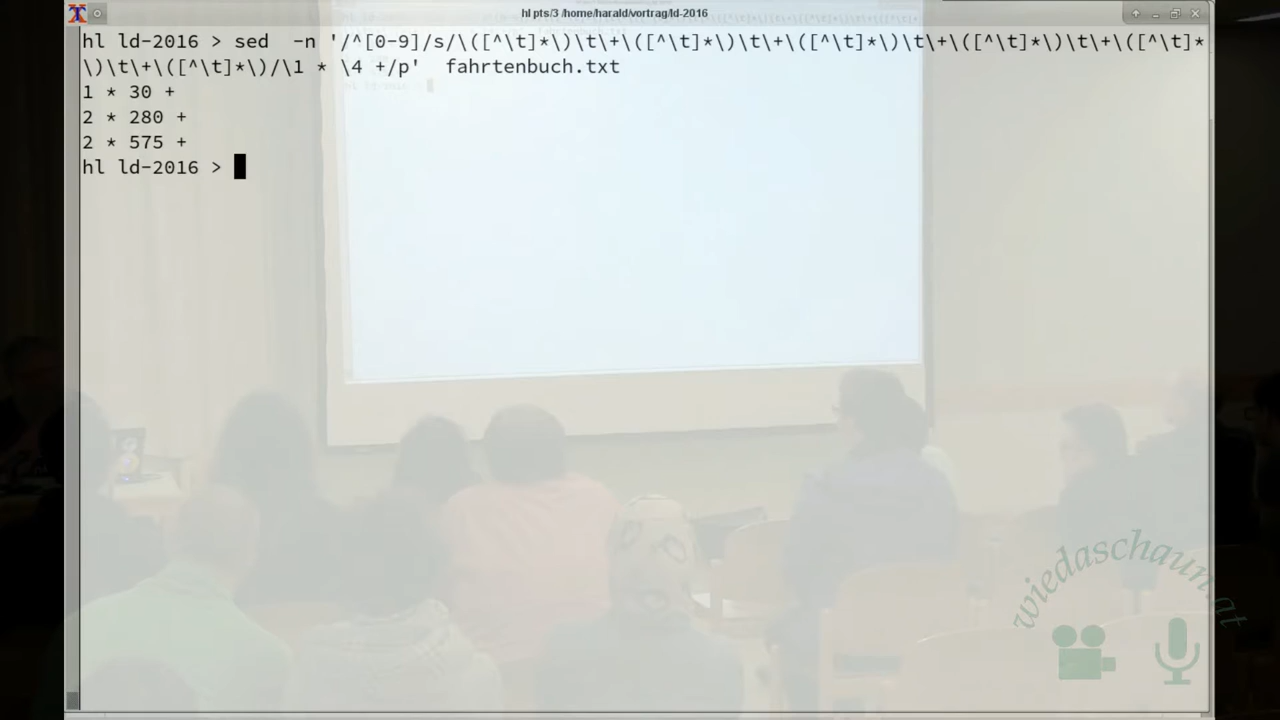 hl pts/3 /home/harald/vortrag/ld-2016
hl ld-2016 > sed  -n '/^[0-9]/s/\([^\t]*\)\t\+\([^\t]*\)\t\+\([^\t]*\)\t\+\([^\t]*\)\t\+\([^\t]*
\)\t\+\([^\t]*\)/\1 * \4 +/p'  fahrtenbuch.txt
1 * 30 +
2 * 280 +
2 * 575 +
hl ld-2016 >
wiedaschaun.at